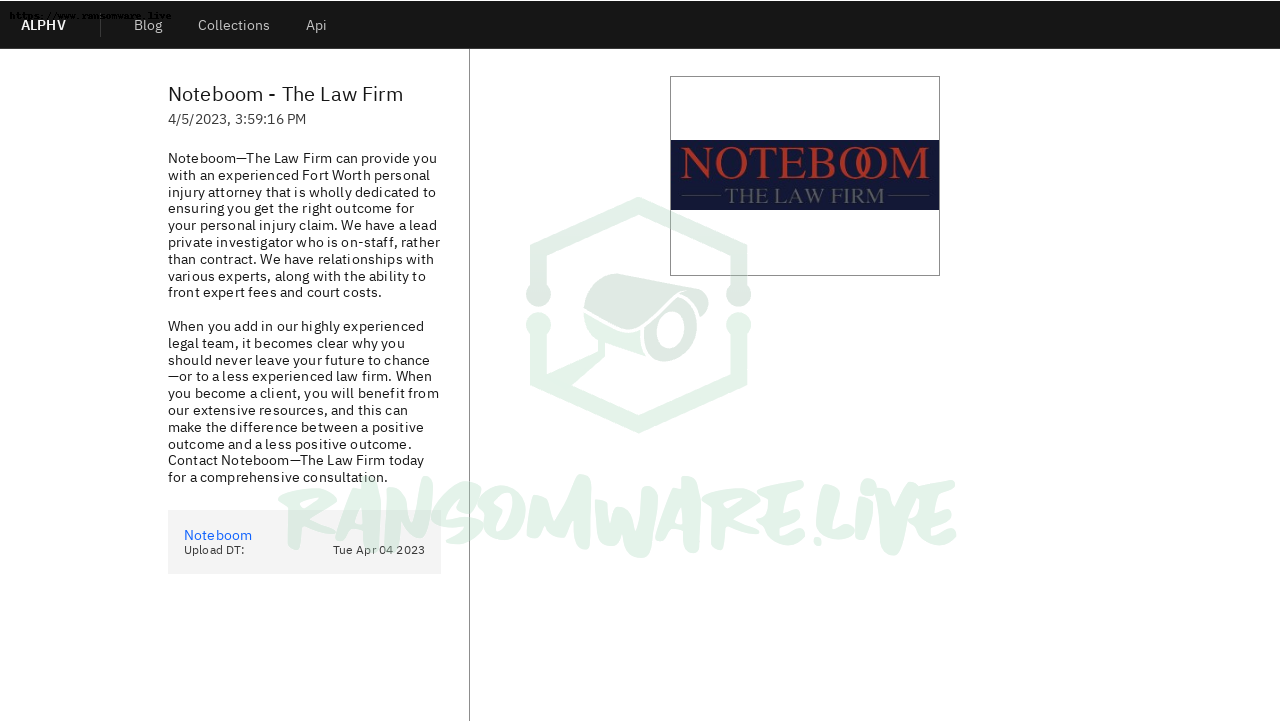 https://www.ransomware.live
ALPHV
Blog
Collections
Api
Noteboom - The Law Firm
4/5/2023, 3:59:16 PM
Noteboom—The Law Firm can provide you
with an experienced Fort Worth personal
injury attorney that is wholly dedicated to
ensuring you get the right outcome for
your personal injury claim. We have a lead
private investigator who is on-staff, rather
than contract. We have relationships with
various experts, along with the ability to
front expert fees and court costs.
When you add in our highly experienced
legal team, it becomes clear why you
should never leave your future to chance
—or to a less experienced law firm. When
you become a client, you will benefit from
our extensive resources, and this can
make the difference between a positive
outcome and a less positive outcome.
Contact Noteboom—The Law Firm today
for a comprehensive consultation.
Noteboom
Upload DT: Tue Apr 04 2023
NOTEBOOM
THE LAW FIRM
RANSOMWARE.LiVE